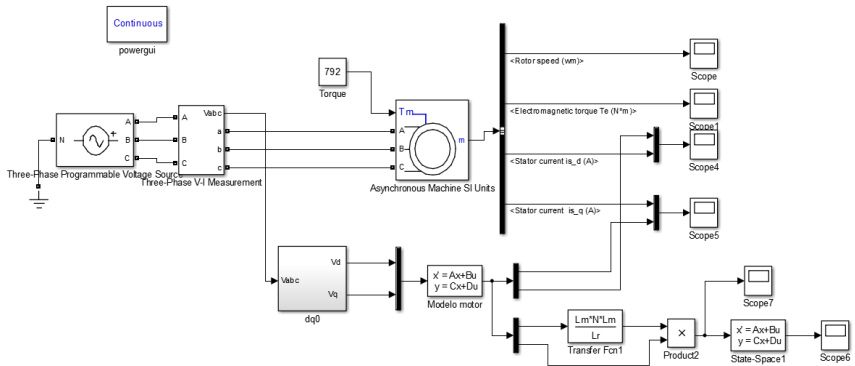 Continuous
powergui
792
Torque
<Rotor speed (wm)>
Scope
<Electromagnetic torque Te (N*m )>
Scope1
N
A
B
C
Three-Phase Programmable Voltage Source
A
B
C
Vabc
a
b
c
Three-Phase V-I Measurement
T m
A
B
C
m
Asynchronous Machine SI Units
<Stator current is_d (A)>
Scope4
<Stator current is_q (A)>
Scope5
Vabc
Vd
Vq
dq0
x' = Ax+Bu
y = Cx+Du
Modelo motor
Lm*N*Lm
Lr
Transfer Fcn1
×
Product2
Scope7
x' = Ax+Bu
y = Cx+Du
State-Space1
Scope6